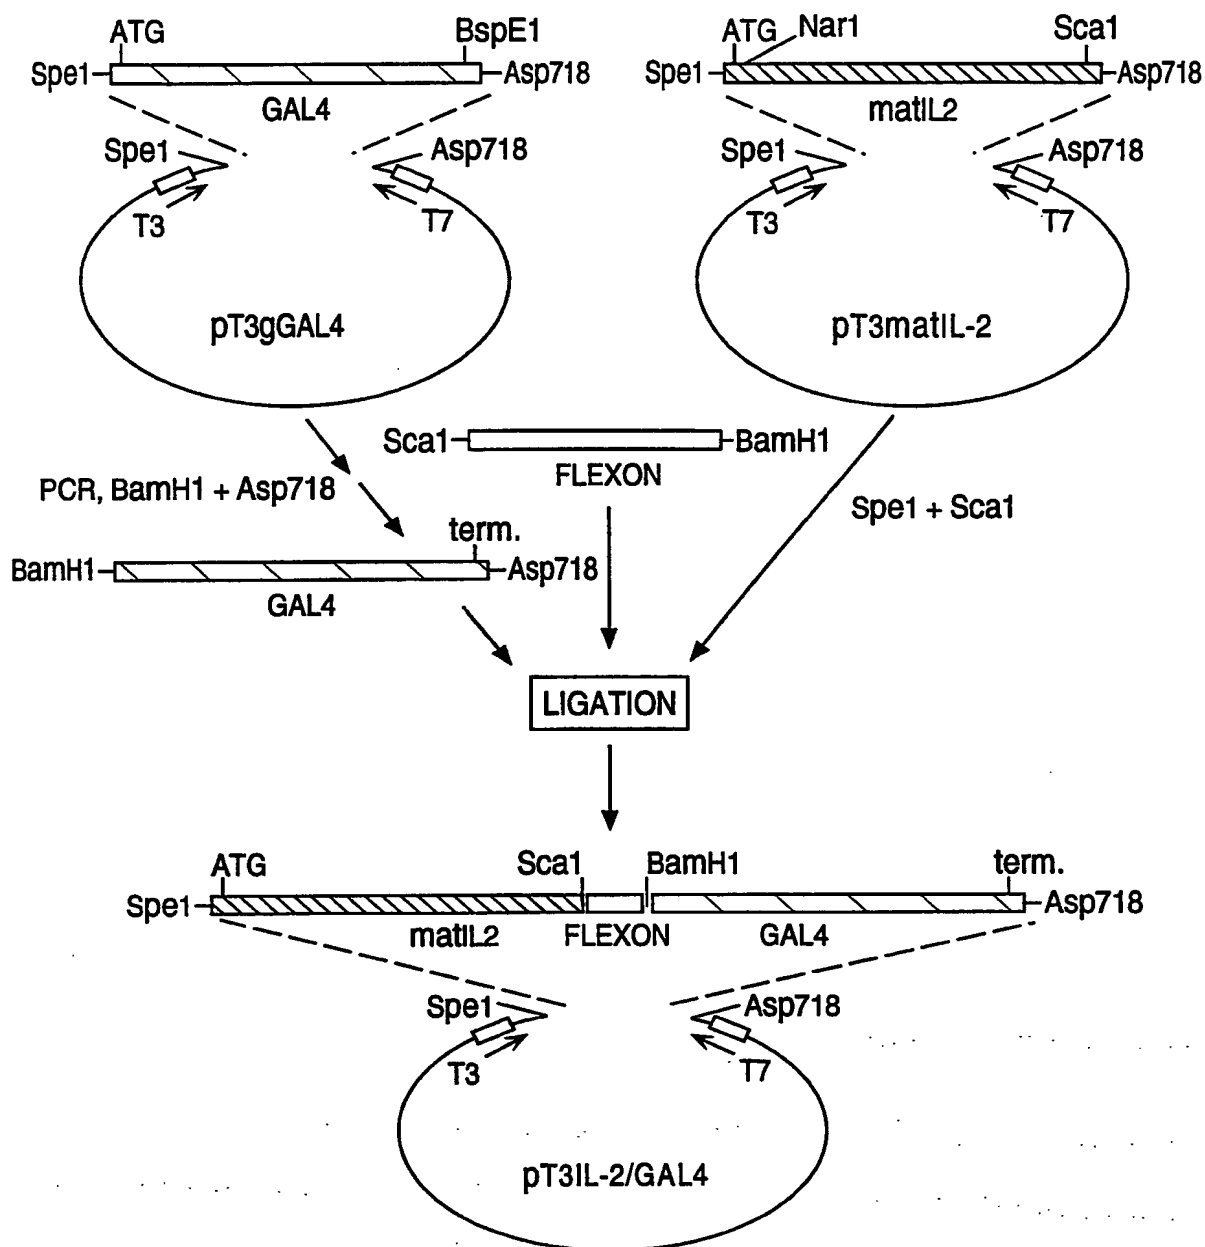 ATG BspE1
Spe1 Asp718
GAL4
Spe1 Asp718
T3 T7
pT3gGAL4
ATG Nar1 Sca1
Spe1 Asp718
matIL2
Spe1 Asp718
T3 T7
pT3matIL-2
Sca1 BamH1
FLEXON
PCR, BamH1 + Asp718
Spe1 + Sca1
term.
BamH1 Asp718
GAL4
LIGATION
ATG Sca1 BamH1 term.
Spe1 Asp718
matIL2 FLEXON GAL4
Spe1 Asp718
T3 T7
pT3IL-2/GAL4